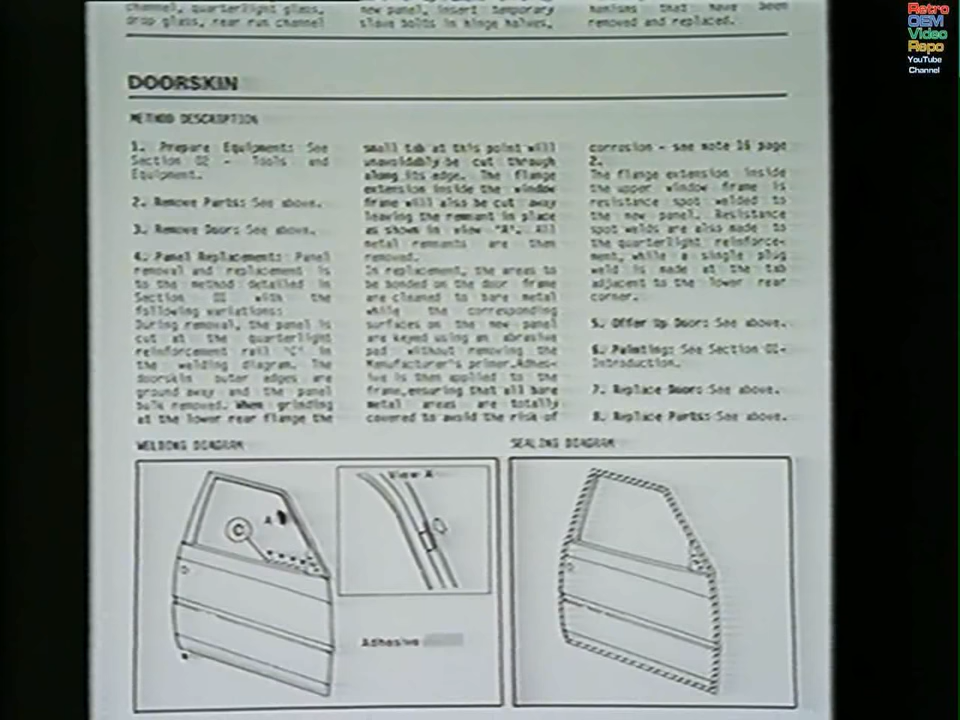 channel, quarterlight glass,
drop glass, rear run channel
new panel, insert temporary
slave bolts in hinge halves,
hanisms that have been
removed and replaced.
DOORSKIN
METHOD DESCRIPTION
1. Prepare Equipment: See
Section 02 - Tools and
Equipment.
2. Remove Parts: See above.
3. Remove Door: See above.
4. Panel Replacement: Panel
removal and replacement is
to the method detailed in
Section 01 with the
following variations:
During removal, the panel is
cut at the quarterlight
reinforcement rail "C" in
the welding diagram. The
doorskin outer edges are
ground away and the panel
bulk removed. When grinding
at the lower rear flange the
small tab at this point will
unavoidably be cut through
along its edge. The flange
extension inside the window
frame will also be cut away
leaving the remnant in place
as shown in view "A". All
metal remnants are then
removed.
In replacement, the areas to
be bonded on the door frame
are cleaned to bare metal
while the corresponding
surfaces on the new panel
are keyed using an abrasive
pad without removing the
Manufacturer's primer.Adhes-
ive is then applied to the
frame,ensuring that all bare
metal areas are totally
covered to avoid the risk of
corrosion - see note 16 page
2.
The flange extension inside
the upper window frame is
resistance spot welded to
the new panel. Resistance
spot welds are also made to
the quarterlight reinforce-
ment, while a single plug
weld is made at the tab
adjacent to the lower rear
corner.
5. Offer Up Door: See above.
6. Painting: See Section 01-
Introduction.
7. Replace Door: See above.
8. Replace Parts: See above.
WELDING DIAGRAM
SEALING DIAGRAM
View A
A
C
Adhesive
Retro
OEM
Video
Repo
YouTube
Channel